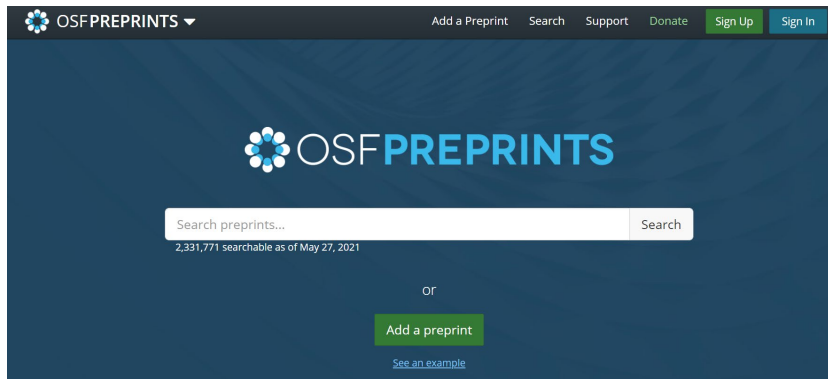 OSFPREPRINTS Add a Preprint Search Support Donate Sign Up Sign In
OSFPREPRINTS
Search preprints... Search
2,331,771 searchable as of May 27, 2021
or
Add a preprint
See an example